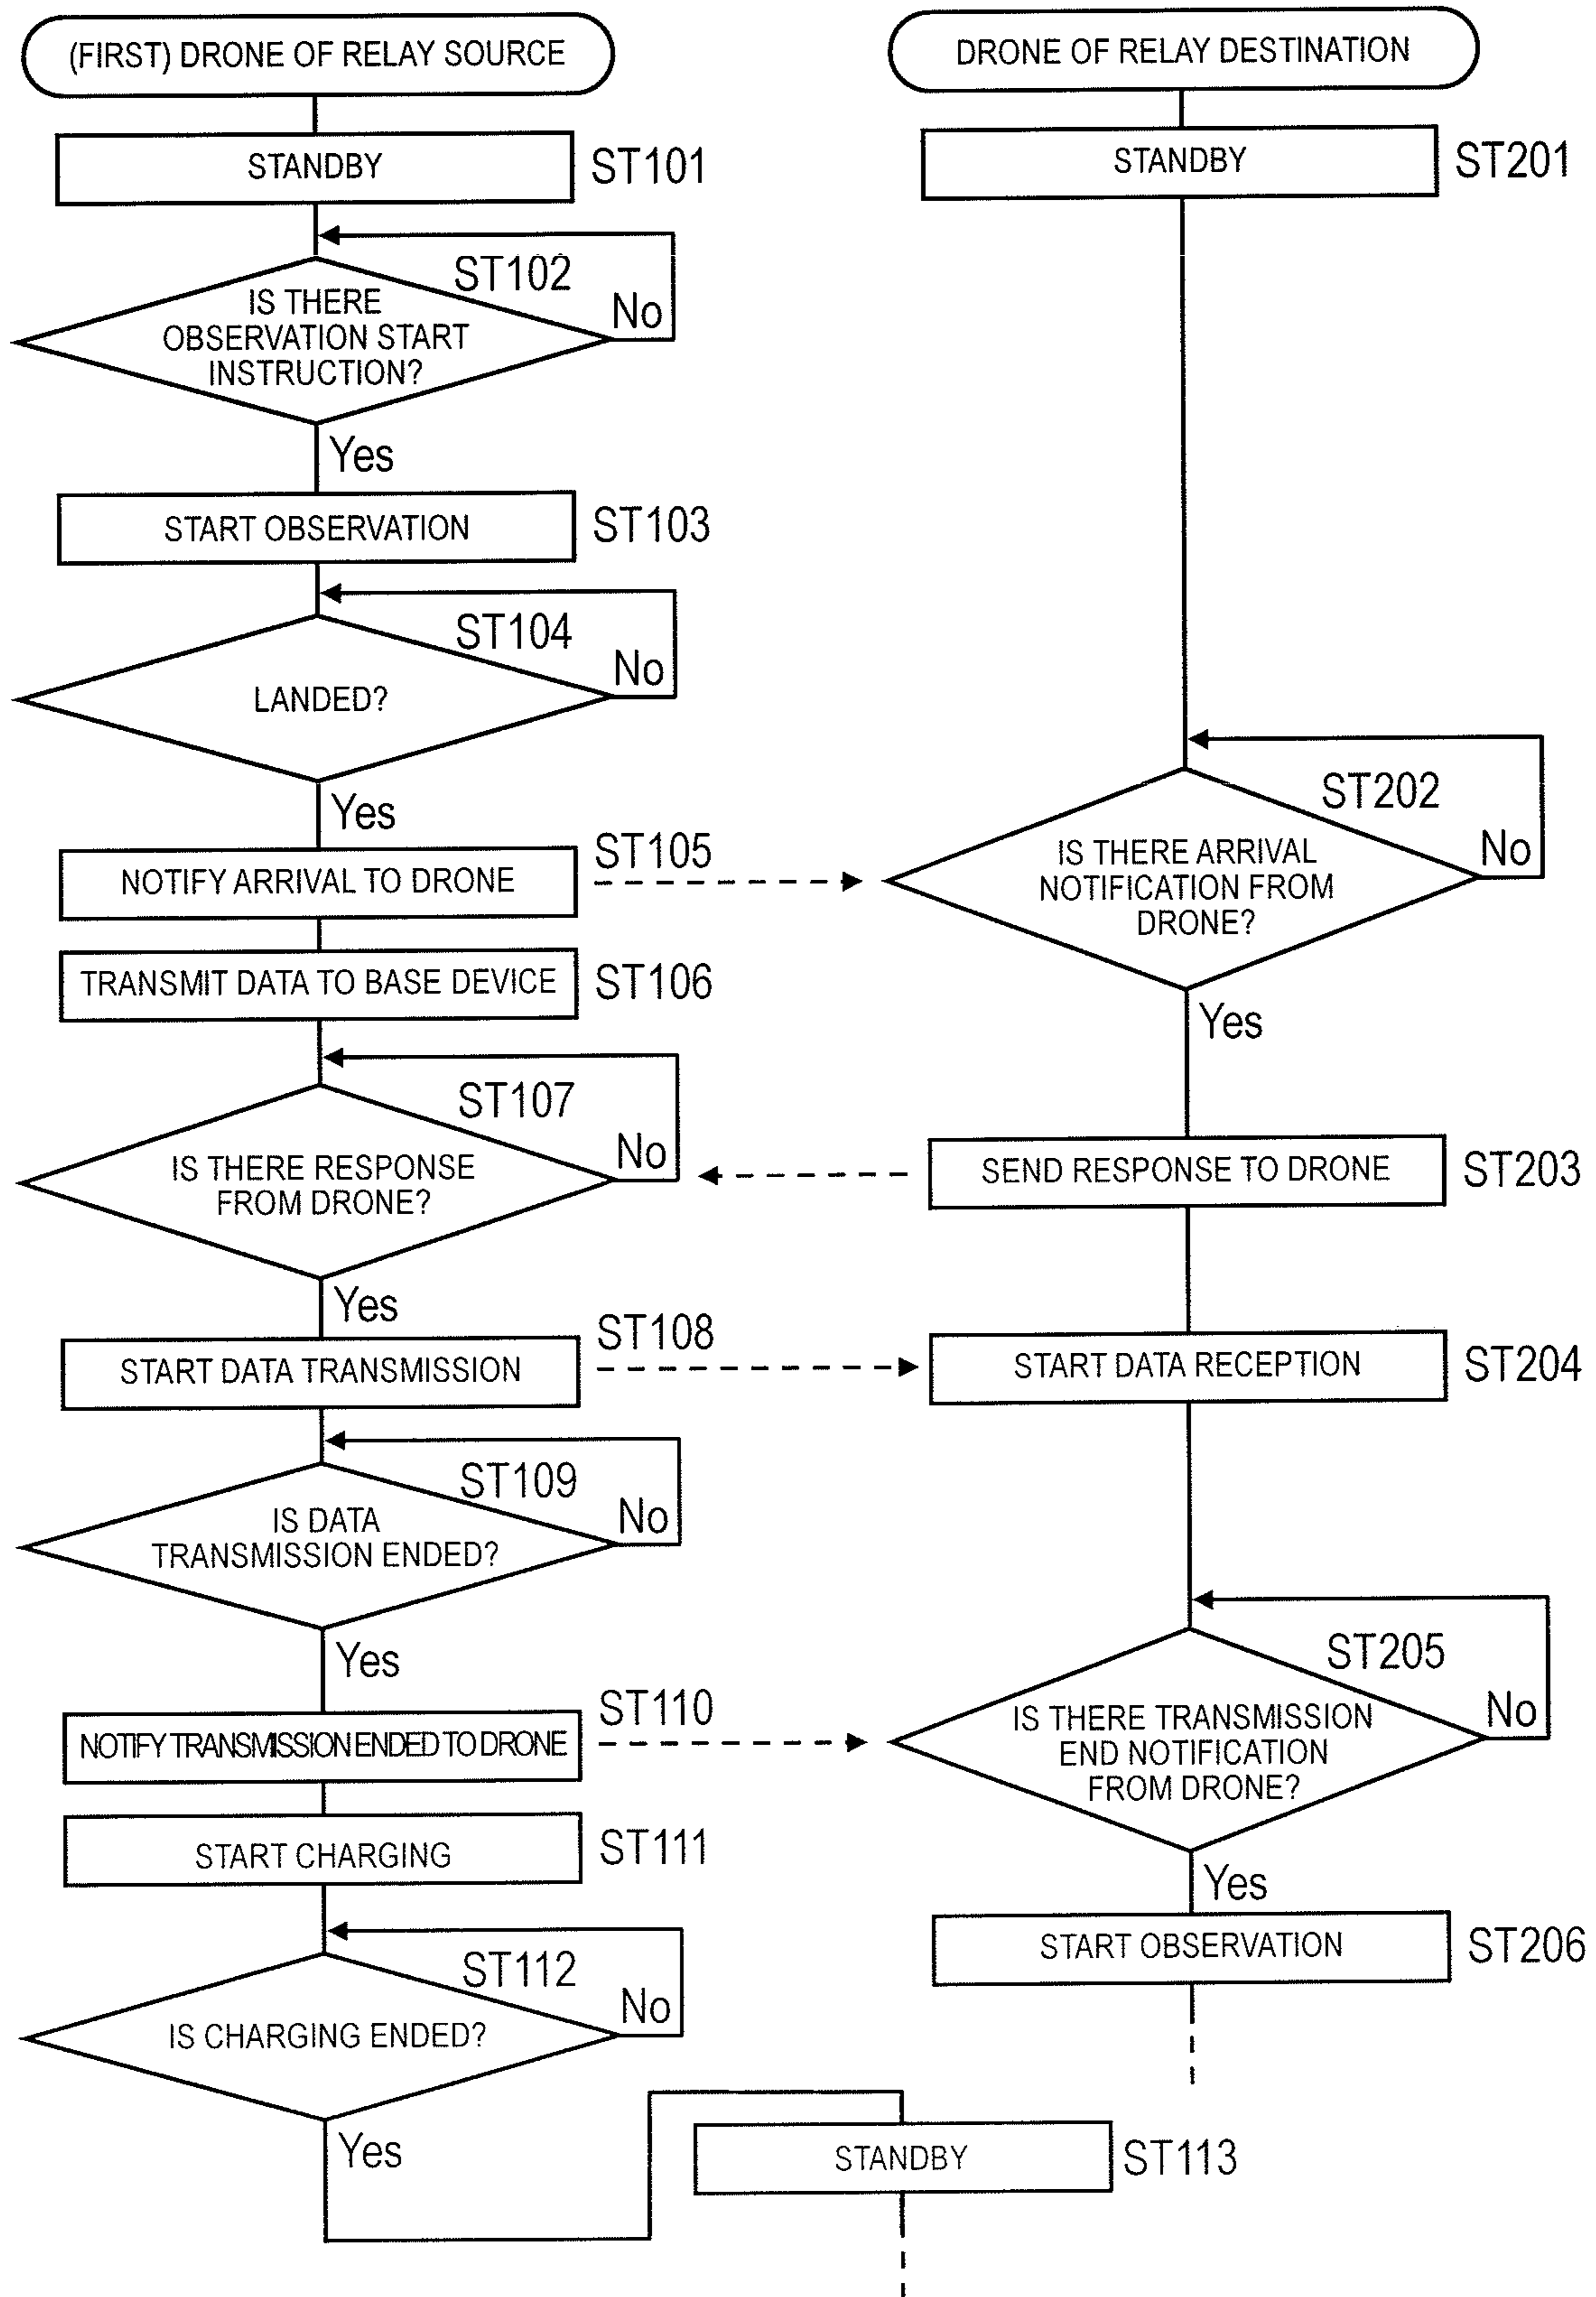 (FIRST) DRONE OF RELAY SOURCE
STANDBY
ST101
ST102
IS THERE
OBSERVATION START
INSTRUCTION?
No
Yes
START OBSERVATION
ST103
ST104
LANDED?
No
Yes
NOTIFY ARRIVAL TO DRONE
ST105
TRANSMIT DATA TO BASE DEVICE
ST106
ST107
IS THERE RESPONSE
FROM DRONE?
No
Yes
START DATA TRANSMISSION
ST108
ST109
IS DATA
TRANSMISSION ENDED?
No
Yes
NOTIFY TRANSMISSION ENDED TO DRONE
ST110
START CHARGING
ST111
ST112
IS CHARGING ENDED?
No
Yes
STANDBY
ST113
DRONE OF RELAY DESTINATION
STANDBY
ST201
ST202
IS THERE ARRIVAL
NOTIFICATION FROM
DRONE?
No
Yes
SEND RESPONSE TO DRONE
ST203
START DATA RECEPTION
ST204
ST205
IS THERE TRANSMISSION
END NOTIFICATION
FROM DRONE?
No
Yes
START OBSERVATION
ST206